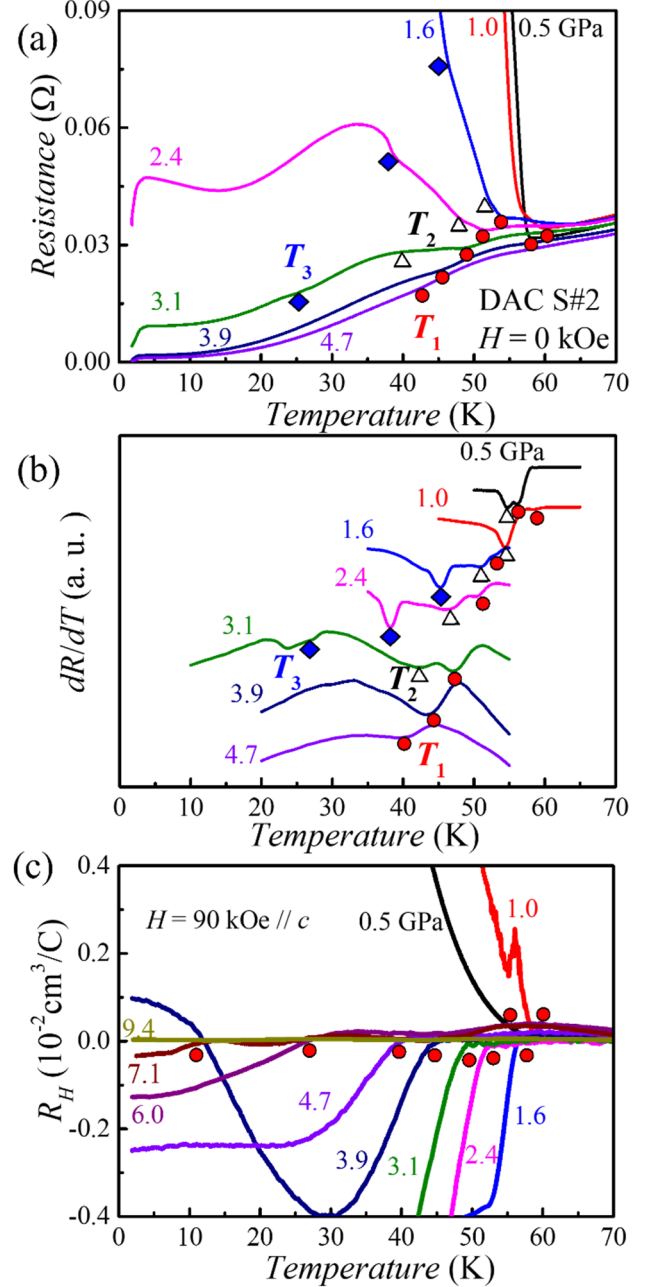 (a)
Resistance (Ω)
0.09
0.06
0.03
0.00
1.6
1.0
0.5 GPa
2.4
T2
T3
3.1
3.9
4.7
T1
DAC S#2
H = 0 kOe
0 10 20 30 40 50 60 70
Temperature (K)
(b)
dR/dT (a. u.)
0.5 GPa
1.0
1.6
2.4
3.1
T3
T2
3.9
4.7
T1
0 10 20 30 40 50 60 70
Temperature (K)
(c)
R_H (10^-2 cm^3/C)
0.4
0.2
0.0
-0.2
-0.4
H = 90 kOe // c
0.5 GPa
1.0
9.4
7.1
6.0
4.7
3.9
3.1
2.4
1.6
0 10 20 30 40 50 60 70
Temperature (K)